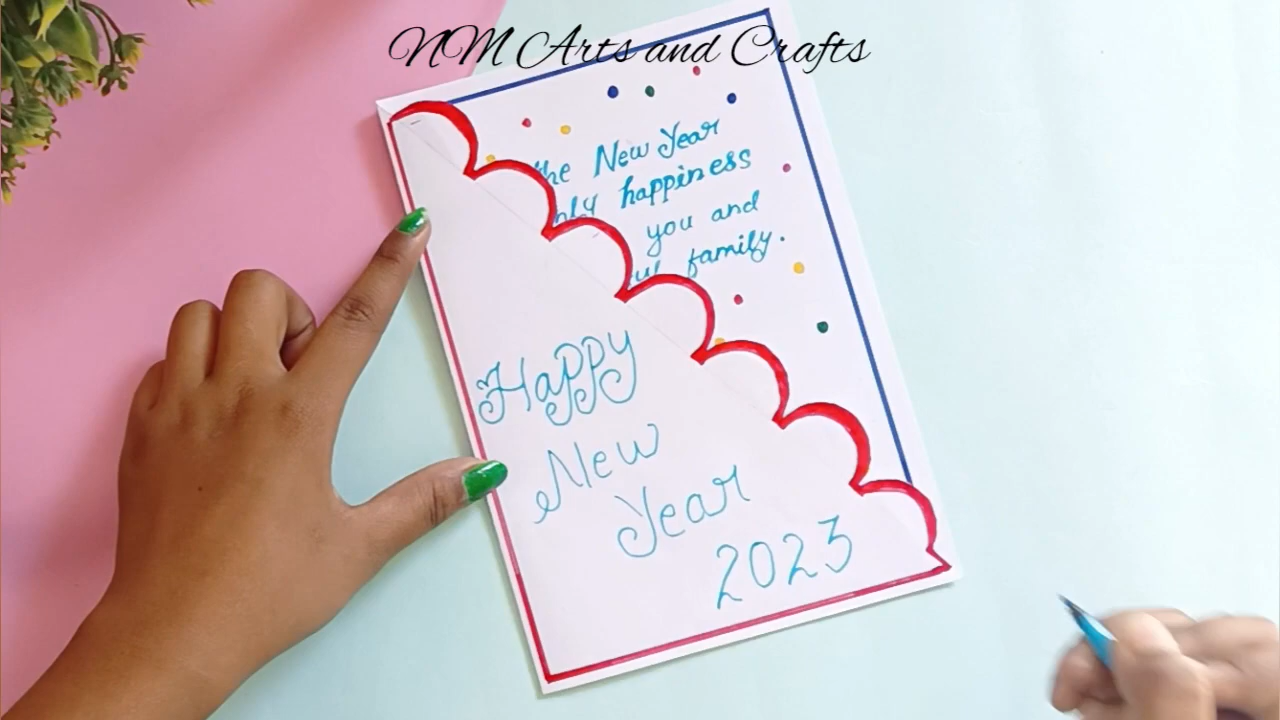 NM Arts and Crafts
the New Year
happiness
you and
family.
Happy
New
Year
2023